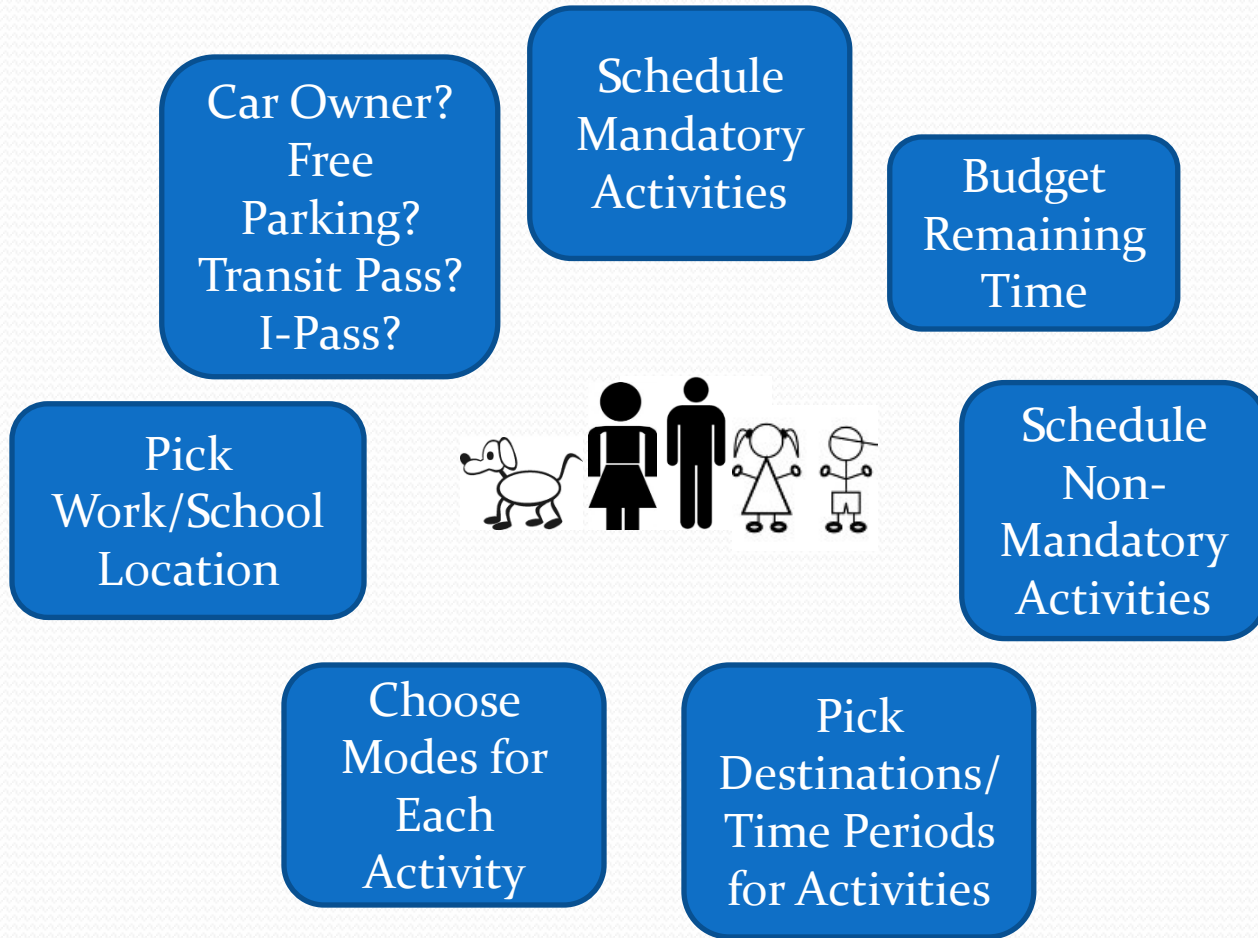 Car Owner?
Free
Parking?
Transit Pass?
I-Pass?
Schedule
Mandatory
Activities
Budget
Remaining
Time
Pick
Work/School
Location
Schedule
Non-
Mandatory
Activities
Choose
Modes for
Each
Activity
Pick
Destinations/
Time Periods
for Activities